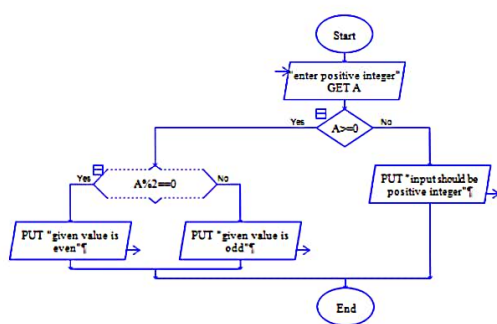 Start
"enter positive integer"
GET A
Yes
A>=0
No
Yes
A%2==0
No
PUT "input should be
positive integer"¶
PUT "given value is
even"¶
PUT "given value is
odd"¶
End